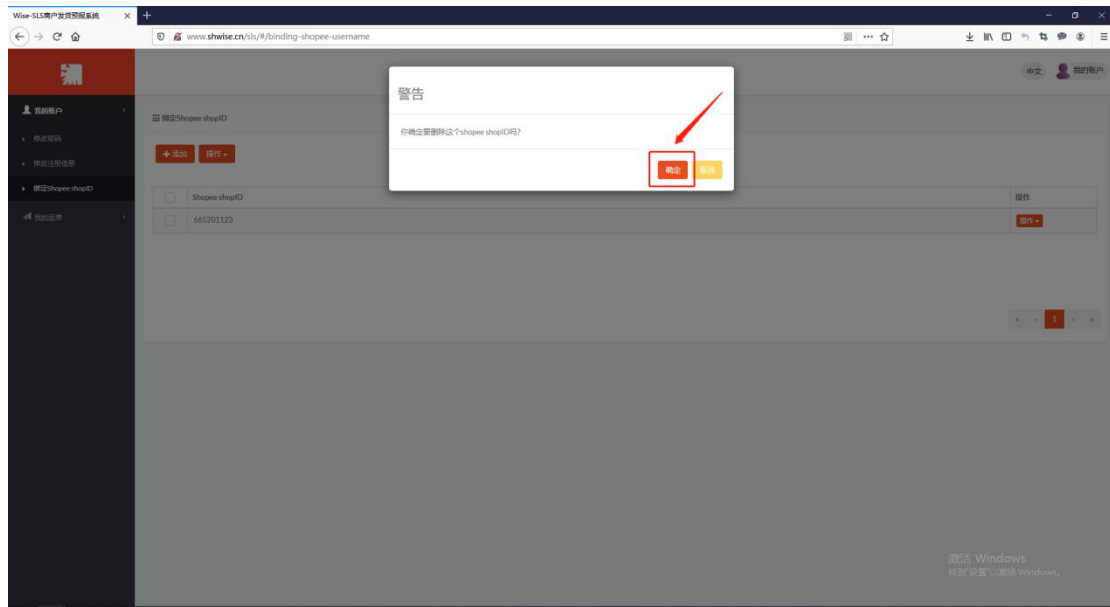 Wise-SLS商户发货预报系统
www.shwise.cn/sls/#/binding-shopee-username
中文
我的账户
警告
你确定要删除这个shopee shopID吗?
确定
取消
我的账户
修改密码
修改注册信息
绑定Shopee shopID
我的运单
绑定Shopee shopID
添加
操作
Shopee shopID
操作
665201123
操作
1
激活 Windows
转到"设置"以激活 Windows。